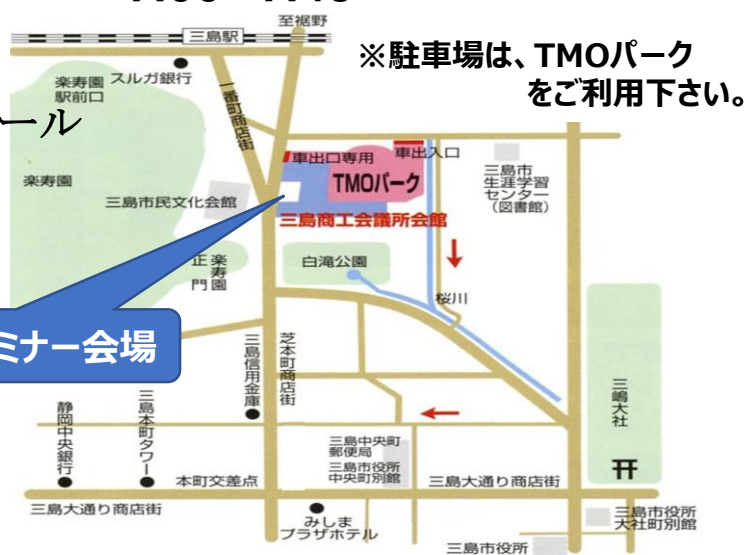 至裾野
三島駅
※駐車場は、TMOパーク
をご利用下さい。
スルガ銀行
楽寿園
駅前口
ール
一番町商店街
車出口専用
車出入口
TMOパーク
三島市
生涯学習
センター
(図書館)
楽寿園
三島市民文化会館
三島商工会議所会館
楽寿園
正門
白滝公園
桜川
ミナー会場
三島信用金庫
芝本町商店街
三嶋大社
静岡中央銀行
三島本町タワー
三島中央町
郵便局
三島市役所
中央町別館
本町交差点
三島大通り商店街
三島大通り商店街
みしま
プラザホテル
三島市役所
大社町別館
三島市役所